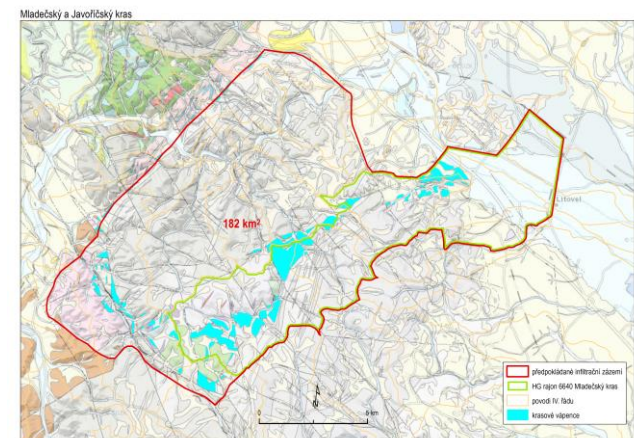 Mladečský a Javoříčský kras
182 km²
Litovel
předpokládané infiltrační zázemí
HG rajon 6640 Mladečský kras
povodí IV. řádu
krasové vápence
0 5 km